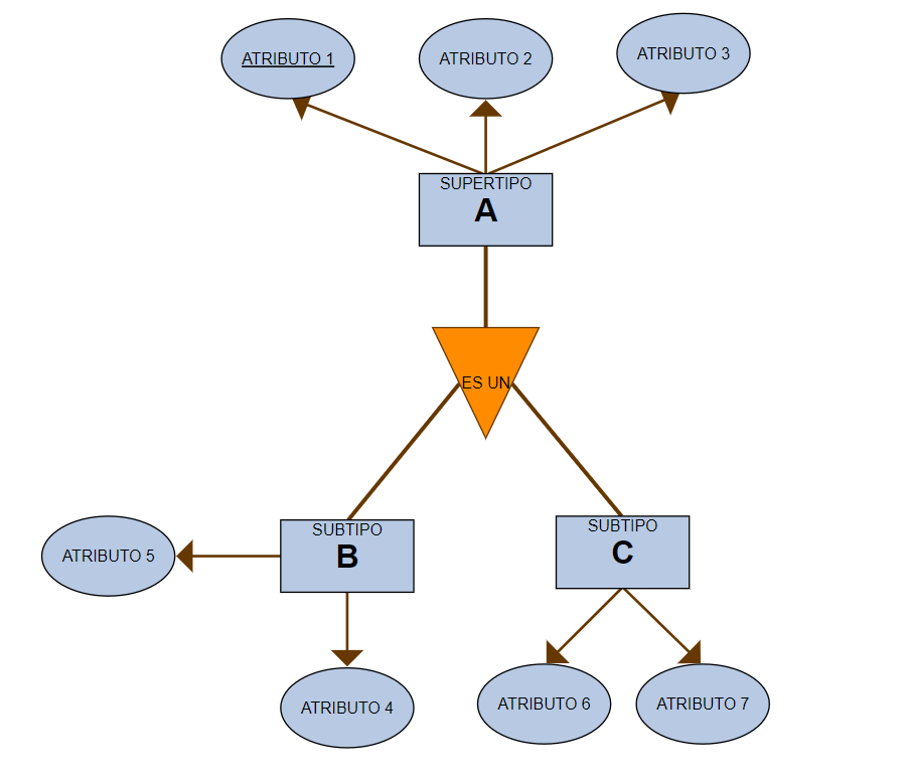 ATRIBUTO 1
ATRIBUTO 2
ATRIBUTO 3
SUPERTIPO
A
ES UN
SUBTIPO
B
SUBTIPO
C
ATRIBUTO 5
ATRIBUTO 4
ATRIBUTO 6
ATRIBUTO 7